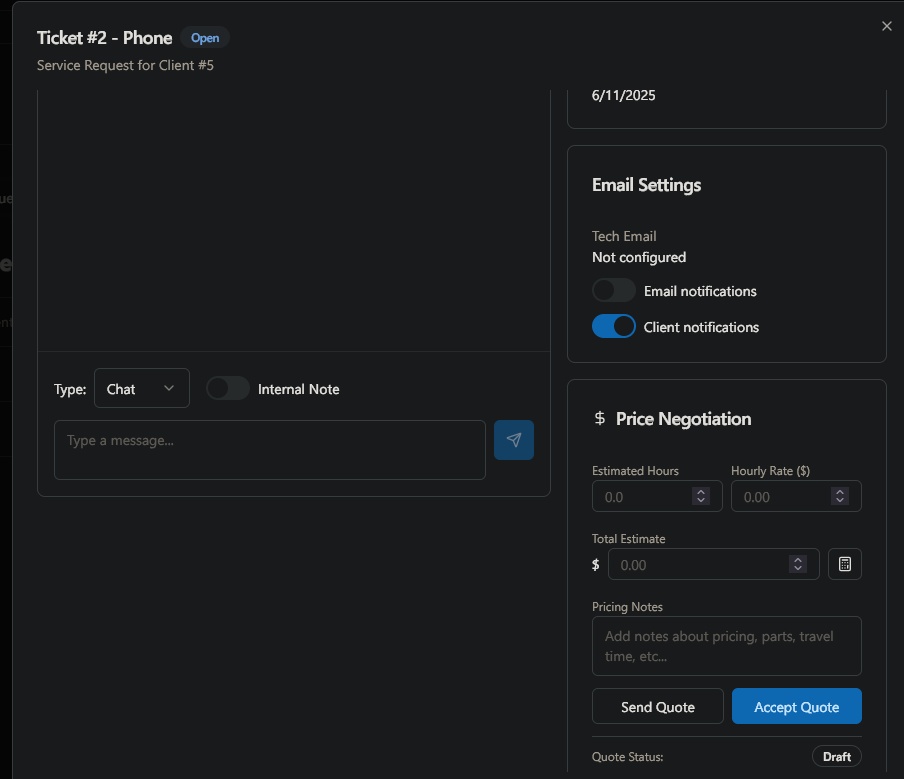 Ticket #2 - Phone Open
Service Request for Client #5
6/11/2025
Email Settings
Tech Email
Not configured
Email notifications
Client notifications
Type: Chat Internal Note
Type a message...
$ Price Negotiation
Estimated Hours Hourly Rate ($)
0.0 0.00
Total Estimate
$ 0.00
Pricing Notes
Add notes about pricing, parts, travel
time, etc...
Send Quote Accept Quote
Quote Status: Draft